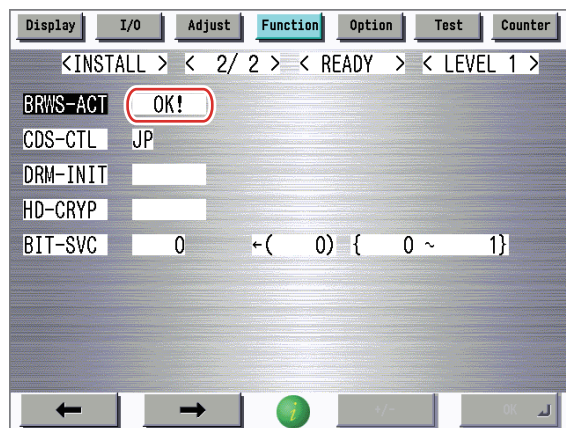 Display I/O Adjust Function Option Test Counter
<INSTALL > < 2/ 2 > < READY > < LEVEL 1 >
BRWS-ACT OK!
CDS-CTL JP
DRM-INIT
HD-CRYP
BIT-SVC 0 ←( 0) { 0 ~ 1}
← → i +/- OK